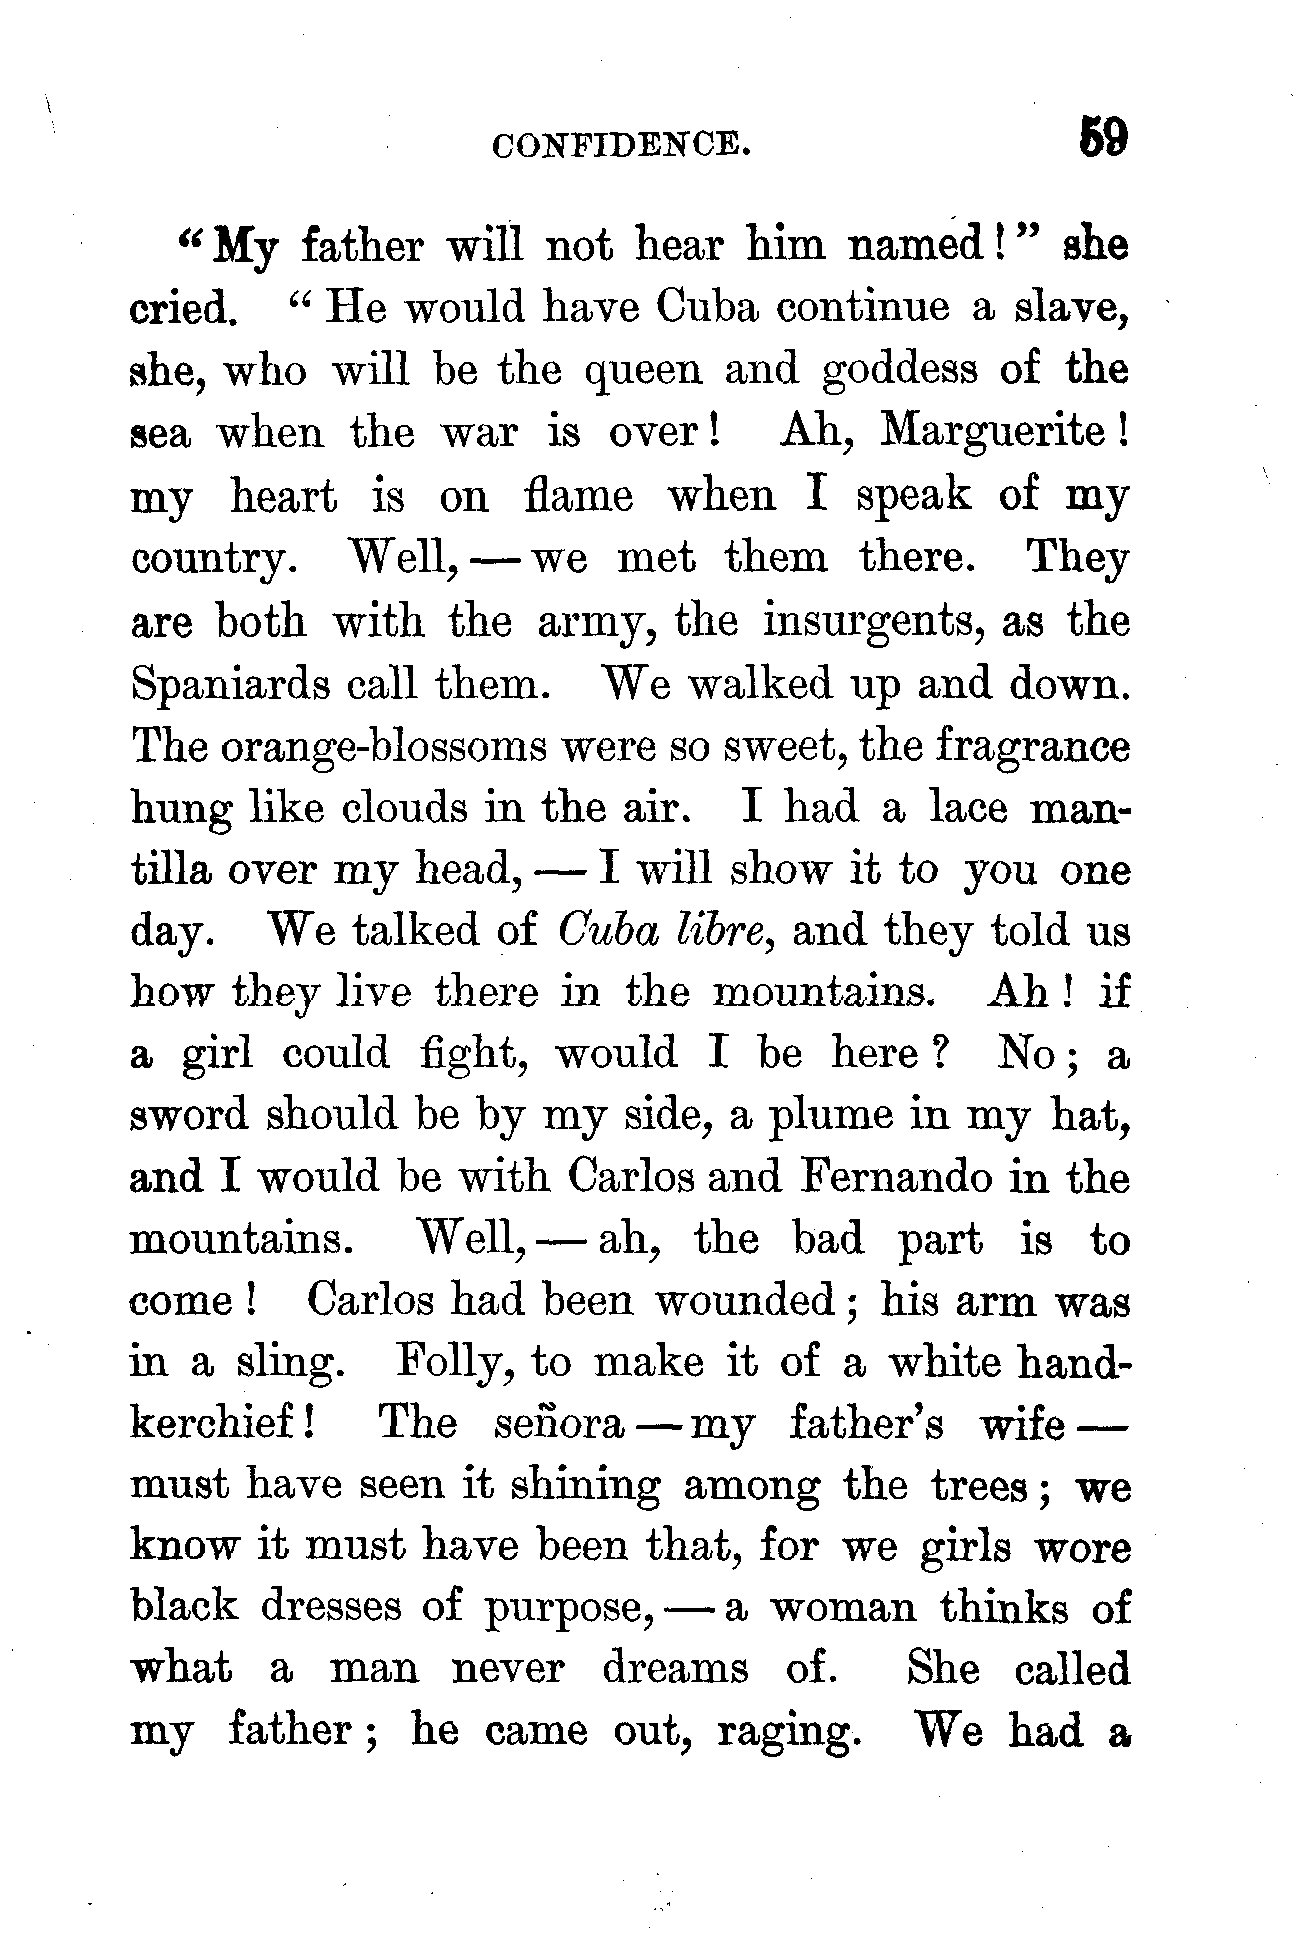 CONFIDENCE. 59
"My father will not hear him named!" she
cried. "He would have Cuba continue a slave,
she, who will be the queen and goddess of the
sea when the war is over! Ah, Marguerite!
my heart is on flame when I speak of my
country. Well,—we met them there. They
are both with the army, the insurgents, as the
Spaniards call them. We walked up and down.
The orange-blossoms were so sweet, the fragrance
hung like clouds in the air. I had a lace man-
tilla over my head,—I will show it to you one
day. We talked of Cuba libre, and they told us
how they live there in the mountains. Ah! if
a girl could fight, would I be here? No; a
sword should be by my side, a plume in my hat,
and I would be with Carlos and Fernando in the
mountains. Well,—ah, the bad part is to
come! Carlos had been wounded; his arm was
in a sling. Folly, to make it of a white hand-
kerchief! The señora—my father's wife—
must have seen it shining among the trees; we
know it must have been that, for we girls wore
black dresses of purpose,—a woman thinks of
what a man never dreams of. She called
my father; he came out, raging. We had a